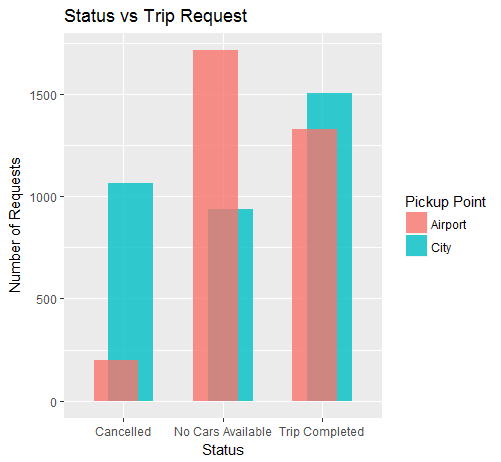 Status vs Trip Request
Number of Requests
1500
1000
500
0
Cancelled
No Cars Available
Trip Completed
Status
Pickup Point
Airport
City